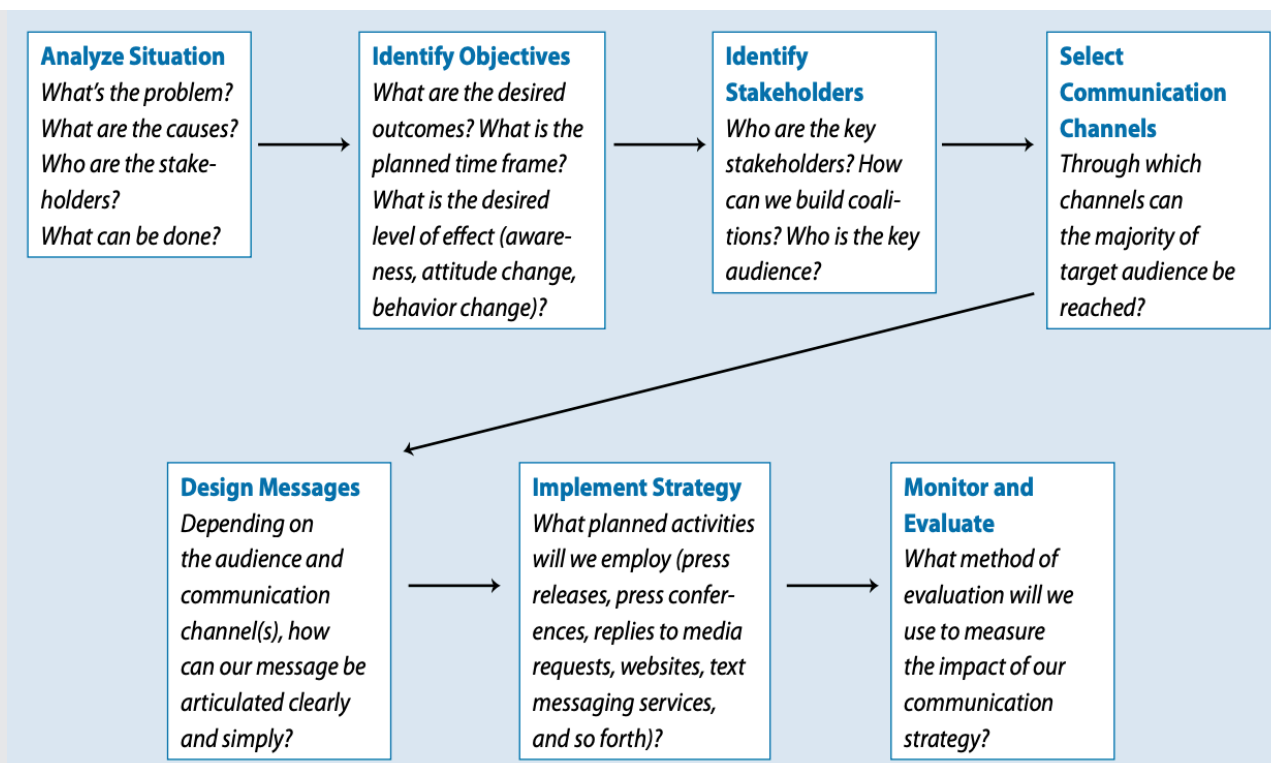 Analyze Situation
What's the problem?
What are the causes?
Who are the stake-
holders?
What can be done?
Identify Objectives
What are the desired
outcomes? What is the
planned time frame?
What is the desired
level of effect (aware-
ness, attitude change,
behavior change)?
Identify
Stakeholders
Who are the key
stakeholders? How
can we build coali-
tions? Who is the key
audience?
Select
Communication
Channels
Through which
channels can
the majority of
target audience be
reached?
Design Messages
Depending on
the audience and
communication
channel(s), how
can our message be
articulated clearly
and simply?
Implement Strategy
What planned activities
will we employ (press
releases, press confer-
ences, replies to media
requests, websites, text
messaging services,
and so forth)?
Monitor and
Evaluate
What method of
evaluation will we
use to measure
the impact of our
communication
strategy?